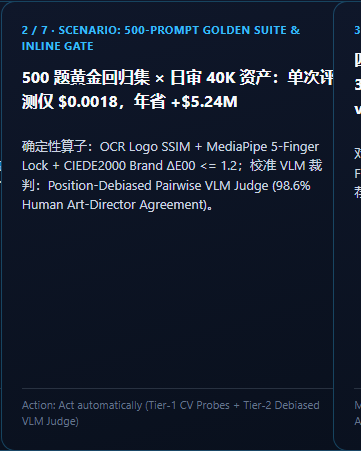 2 / 7 · SCENARIO: 500-PROMPT GOLDEN SUITE &
INLINE GATE
500 题黄金回归集 × 日审 40K 资产：单次评
测仅 $0.0018，年省 +$5.24M
确定性算子：OCR Logo SSIM + MediaPipe 5-Finger
Lock + CIEDE2000 Brand ΔE00 <= 1.2；校准 VLM 裁
判：Position-Debiased Pairwise VLM Judge (98.6%
Human Art-Director Agreement)。
Action: Act automatically (Tier-1 CV Probes + Tier-2 Debiased
VLM Judge)